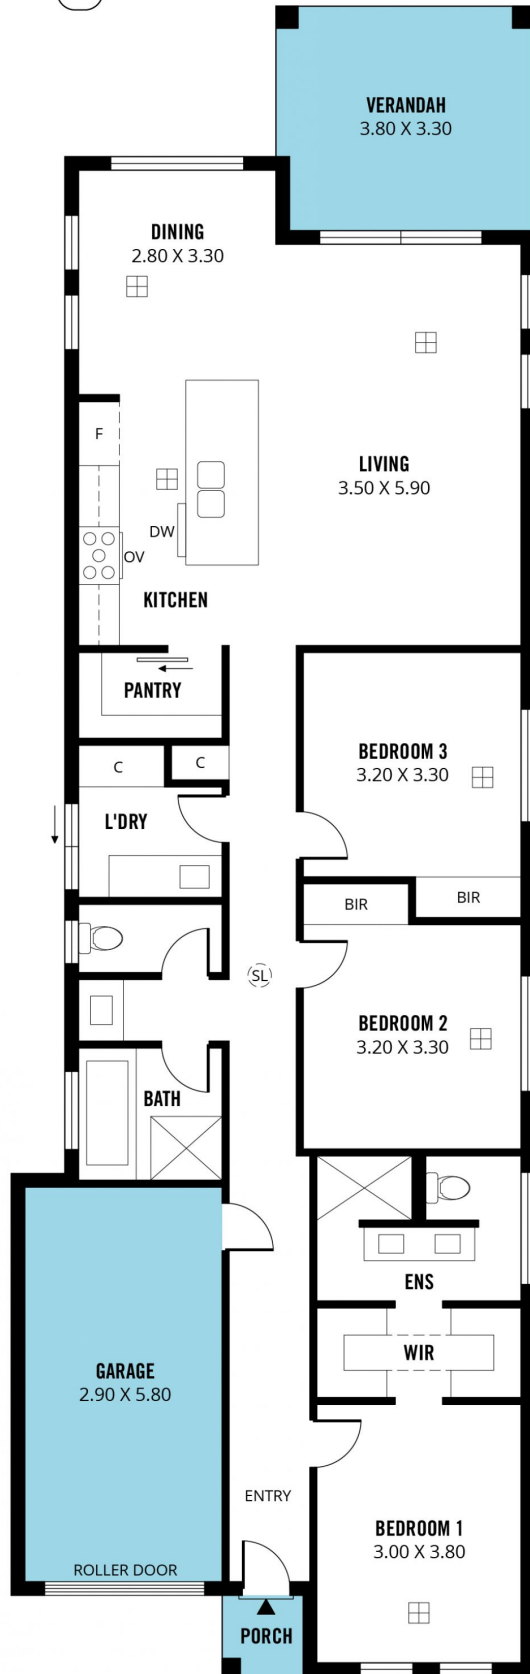 VERANDAH
3.80 X 3.30
DINING
2.80 X 3.30
F
LIVING
3.50 X 5.90
DW
OV
KITCHEN
PANTRY
C
C
BEDROOM 3
3.20 X 3.30
L'DRY
BIR
BIR
SL
BEDROOM 2
3.20 X 3.30
BATH
ENS
WIR
GARAGE
2.90 X 5.80
ENTRY
BEDROOM 1
3.00 X 3.80
ROLLER DOOR
PORCH